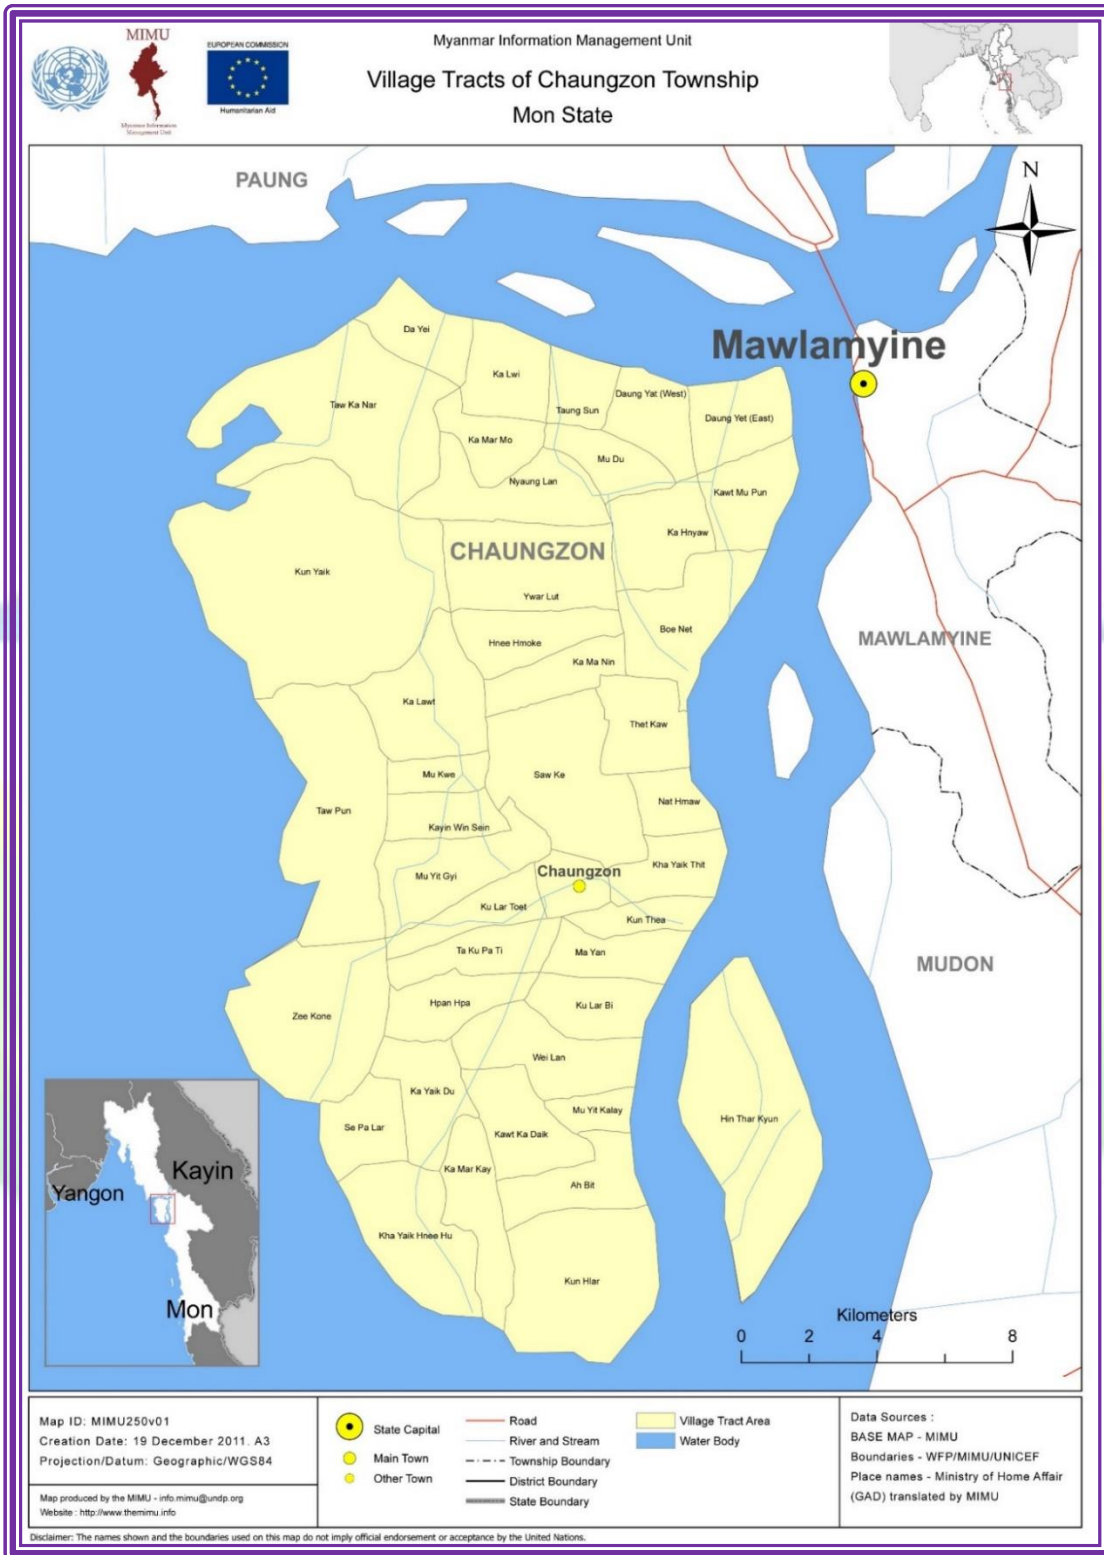 MIMU
Myanmar Information
Management Unit
EUROPEAN COMMISSION
Humanitarian Aid
Myanmar Information Management Unit
Village Tracts of Chaungzon Township
Mon State
PAUNG
N
Mawlamyine
Da Yei
Ka Lwi
Taw Ka Nar
Taung Sun
Daung Yat (West)
Daung Yet (East)
Ka Mar Mo
Mu Du
Nyaung Lan
Kawt Mu Pun
Ka Hnyaw
CHAUNGZON
Kun Yaik
Ywar Lut
Boe Net
MAWLAMYINE
Hnee Hmoke
Ka Ma Nin
Ka Lawt
Thet Kaw
Mu Kwe
Saw Ke
Nat Hmaw
Taw Pun
Kayin Win Sein
Kha Yaik Thit
Chaungzon
Mu Yit Gyi
Ku Lar Toet
Kun Thea
Ta Ku Pa Ti
Ma Yan
MUDON
Hpan Hpa
Ku Lar Bi
Zee Kone
Wei Lan
Ka Yaik Du
Mu Yit Kalay
Hin Thar Kyun
Se Pa Lar
Kawt Ka Daik
Ka Mar Kay
Ah Bit
Kha Yaik Hnee Hu
Kun Hlar
Kayin
Yangon
Mon
Kilometers
0 2 4 8
Map ID: MIMU250v01
Creation Date: 19 December 2011. A3
Projection/Datum: Geographic/WGS84
Map produced by the MIMU - info.mimu@undp.org
Website : http://www.themimu.info
State Capital
Main Town
Other Town
Road
River and Stream
Township Boundary
District Boundary
State Boundary
Village Tract Area
Water Body
Data Sources :
BASE MAP - MIMU
Boundaries - WFP/MIMU/UNICEF
Place names - Ministry of Home Affair
(GAD) translated by MIMU
Disclaimer: The names shown and the boundaries used on this map do not imply official endorsement or acceptance by the United Nations.